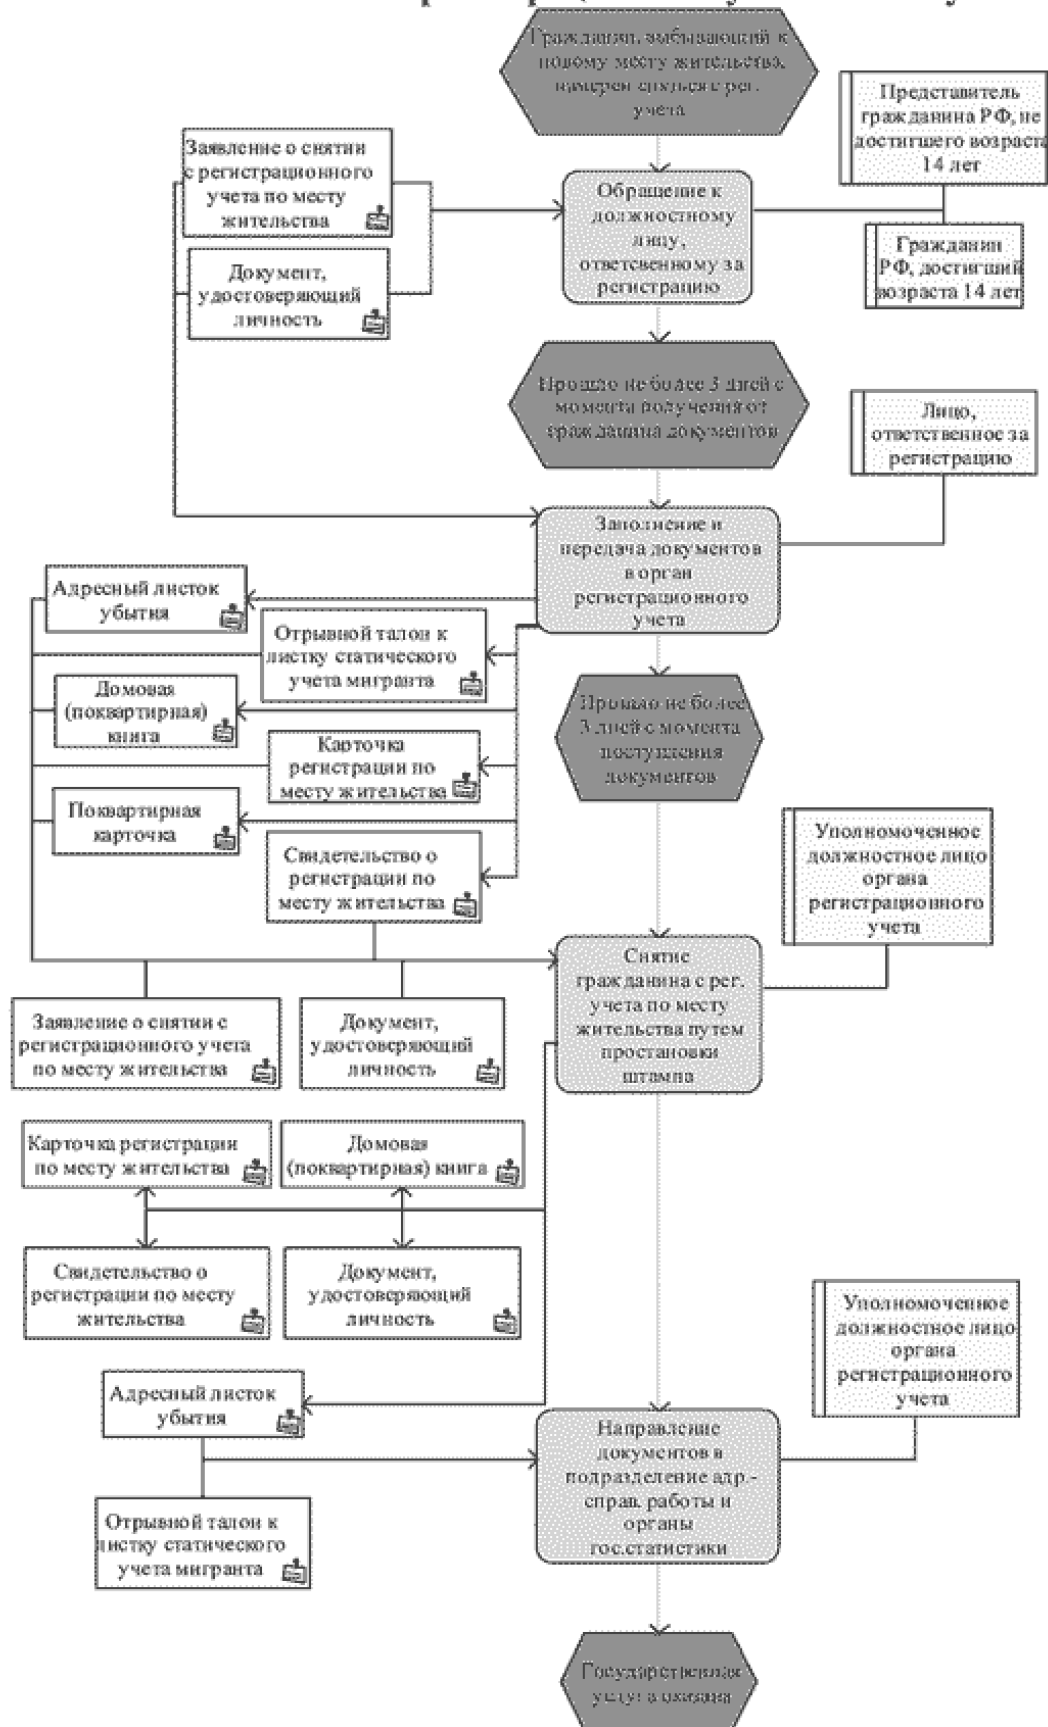 Гражданин, выбывающий к
новому месту жительства,
намерен сняться с рег.
учета
Представитель
гражданина РФ, не
достигшего возраста
14 лет
Заявление о снятии
с регистрационного
учета по месту
жительства
Обращение к
должностному
лицу,
ответсвенному за
регистрацию
Документ,
удостоверяющий
личность
Гражданин
РФ, достигший
возраста 14 лет
Прошло не более 3 дней с
момента получения от
гражданина документов
Лицо,
ответственное за
регистрацию
Заполнение и
передача документов
в орган
регистрационного
учета
Адресный листок
убытия
Отрывной талон к
листку статического
учета мигранта
Домовая
(поквартирная)
книга
Прошло не более
3 дней с момента
поступления
документов
Карточка
регистрации по
месту жительства
Поквартирная
карточка
Свидетельство о
регистрации по
месту жительства
Уполномоченное
должностное лицо
органа
регистрационного
учета
Снятие
гражданина с рег.
учета по месту
жительства путем
простановки
штампа
Заявление о снятии с
регистрационного учета
по месту жительства
Документ,
удостоверяющий
личность
Карточка регистрации
по месту жительства
Домовая
(поквартирная) книга
Свидетельство о
регистрации по месту
жительства
Документ,
удостоверяющий
личность
Уполномоченное
должностное лицо
органа
регистрационного
учета
Адресный листок
убытия
Направление
документов в
подразделение адр.-
справ. работы и
органы
гос.статистики
Отрывной талон к
листку статического
учета мигранта
Государственная
услуга оказана